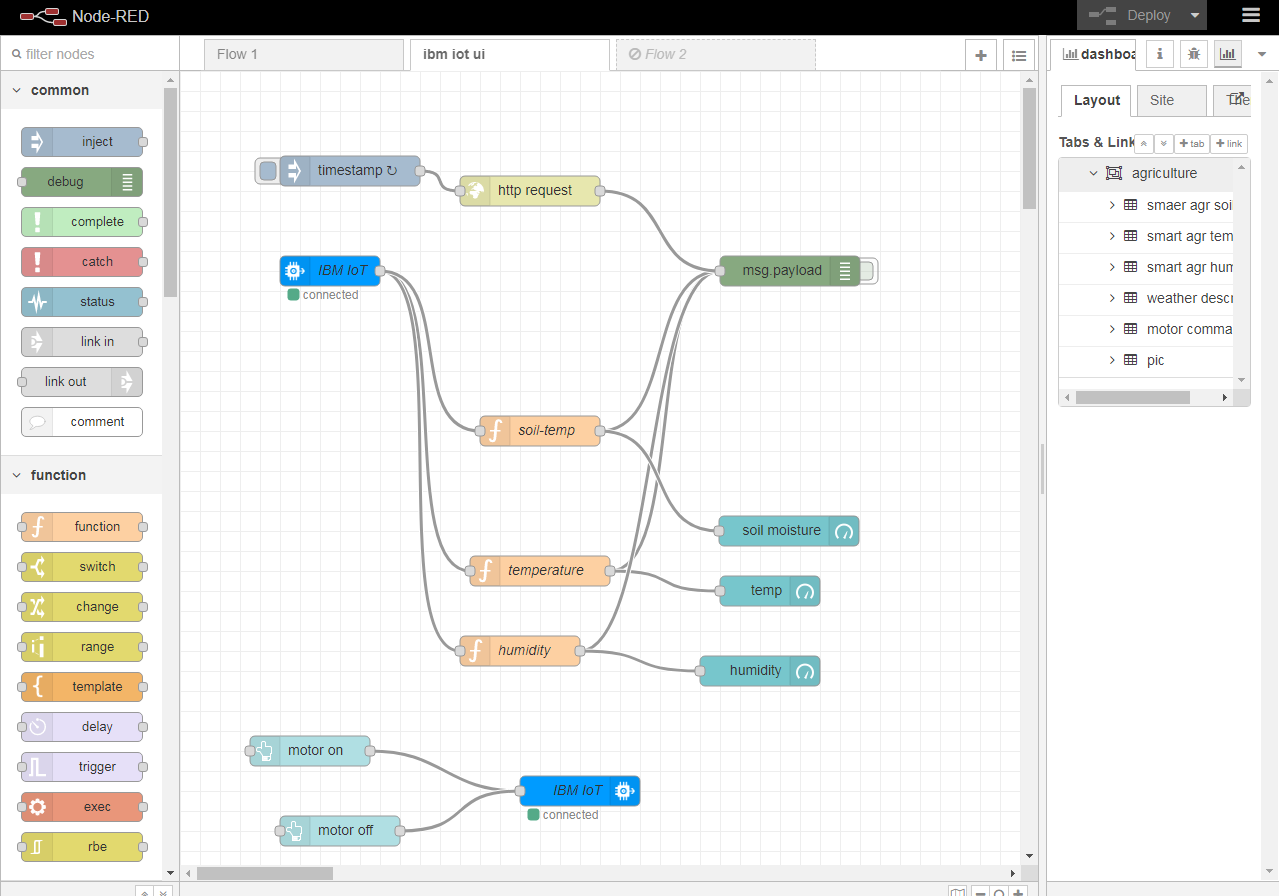 Node-RED
Deploy
filter nodes
Flow 1
ibm iot ui
Flow 2
dashboa
common
inject
debug
complete
catch
status
link in
link out
comment
function
function
switch
change
range
template
delay
trigger
exec
rbe
timestamp ↻
http request
IBM IoT
connected
msg.payload
soil-temp
soil moisture
temperature
temp
humidity
humidity
motor on
IBM IoT
connected
motor off
Layout
Site
The
Tabs & Link
tab
link
agriculture
smaer agr soi
smart agr tem
smart agr hum
weather descr
motor comma
pic